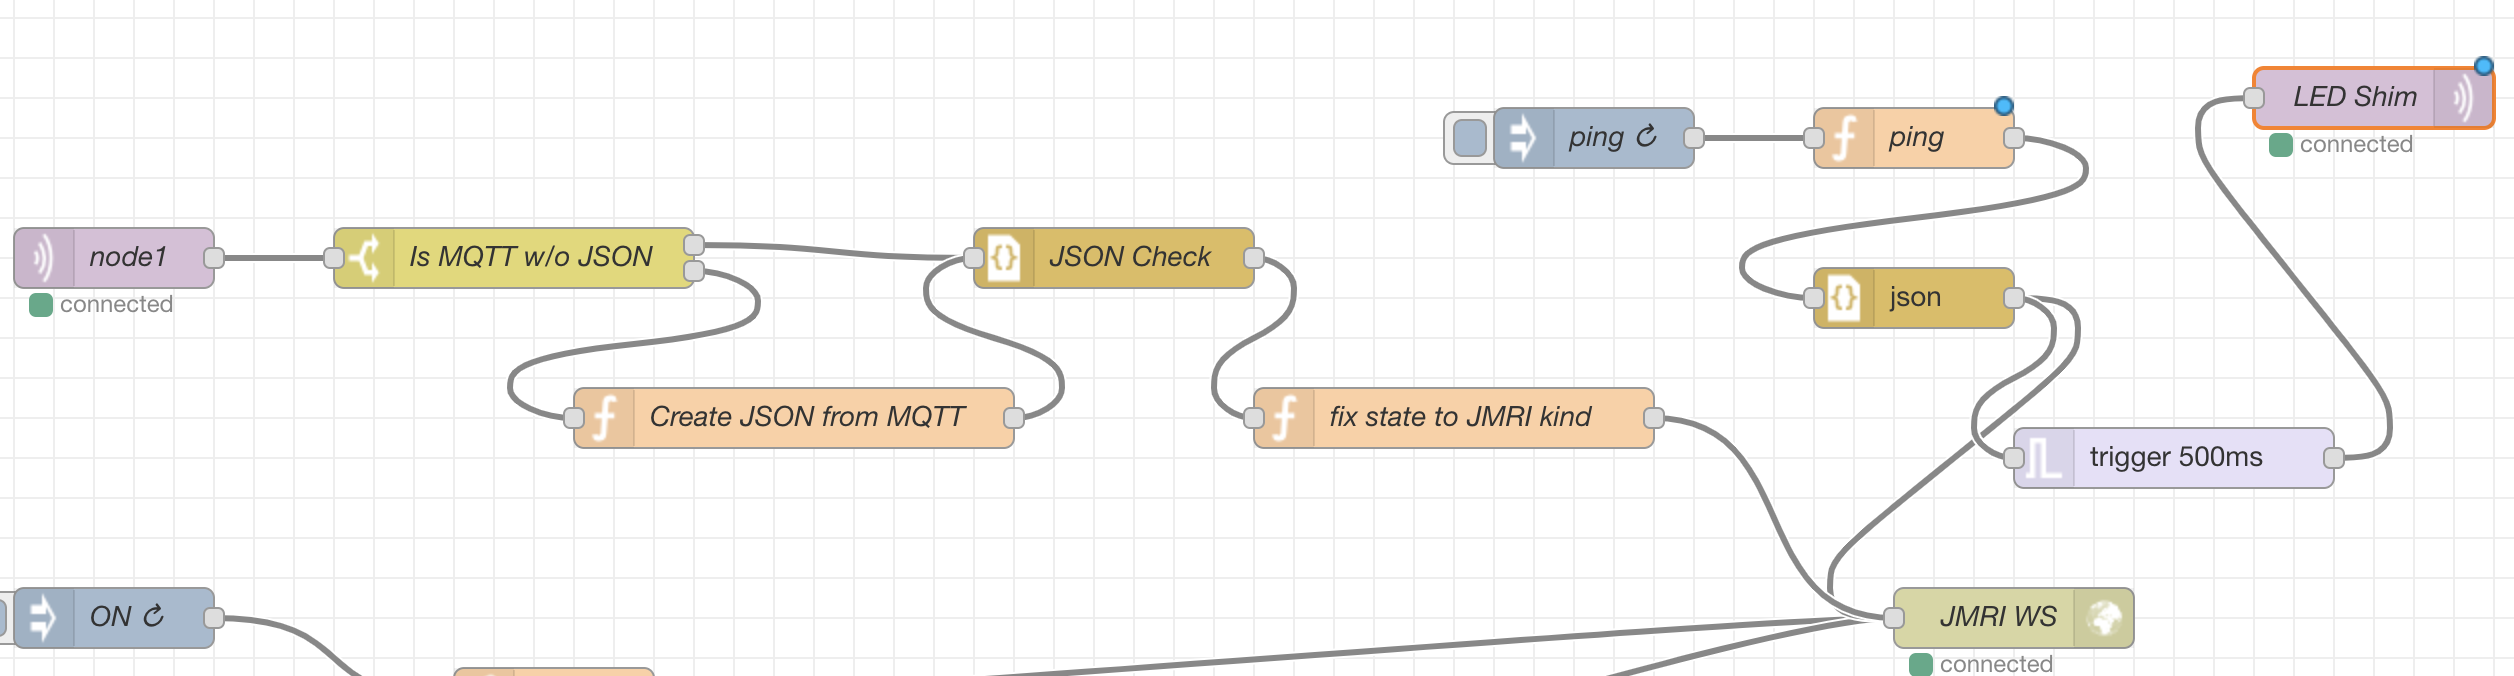 LED Shim
connected
ping ↻
ping
node1
connected
Is MQTT w/o JSON
JSON Check
json
Create JSON from MQTT
fix state to JMRI kind
trigger 500ms
ON ↻
JMRI WS
connected